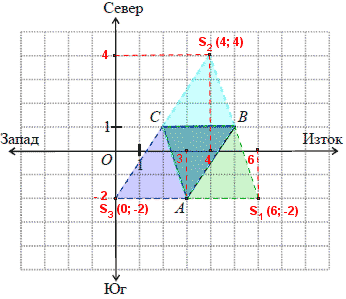 Север
4
S2 (4; 4)
C
B
1
Запад
Изток
O
1
3
4
6
-2
S3 (0; -2)
A
S1 (6; -2)
Юг